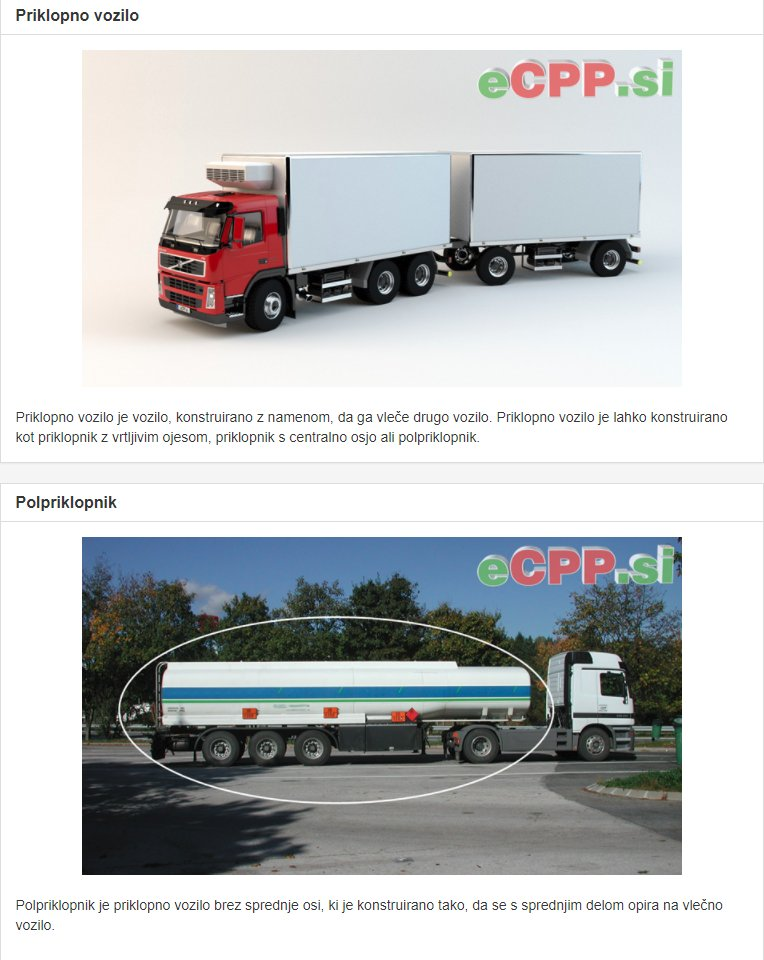 Priklopno vozilo
eCPP.si
Priklopno vozilo je vozilo, konstruirano z namenom, da ga vleče drugo vozilo. Priklopno vozilo je lahko konstruirano
kot priklopnik z vrtljivim ojesom, priklopnik s centralno osjo ali polpriklopnik.
Polpriklopnik
eCPP.si
Polpriklopnik je priklopno vozilo brez sprednje osi, ki je konstruirano tako, da se s sprednjim delom opira na vlečno
vozilo.